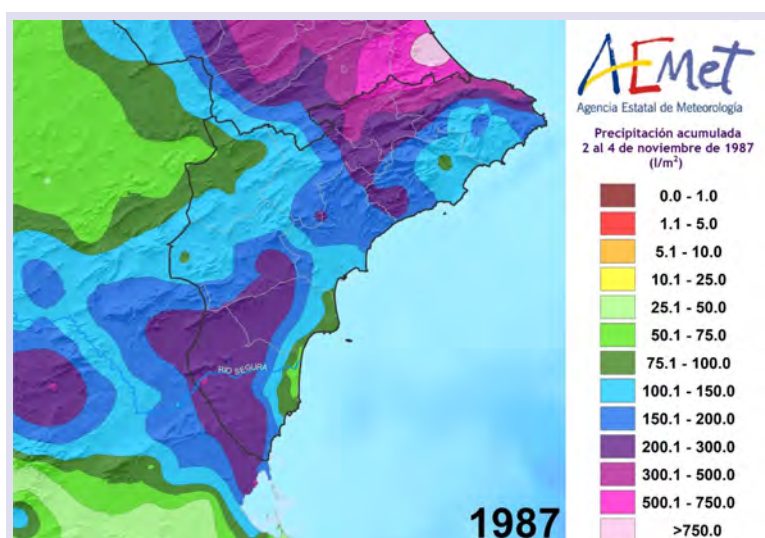 AEMet
Agencia Estatal de Meteorología
Precipitación acumulada
2 al 4 de noviembre de 1987
(l/m²)
0.0 - 1.0
1.1 - 5.0
5.1 - 10.0
10.1 - 25.0
25.1 - 50.0
50.1 - 75.0
75.1 - 100.0
100.1 - 150.0
150.1 - 200.0
200.1 - 300.0
300.1 - 500.0
500.1 - 750.0
>750.0
RIO SEGURA
1987